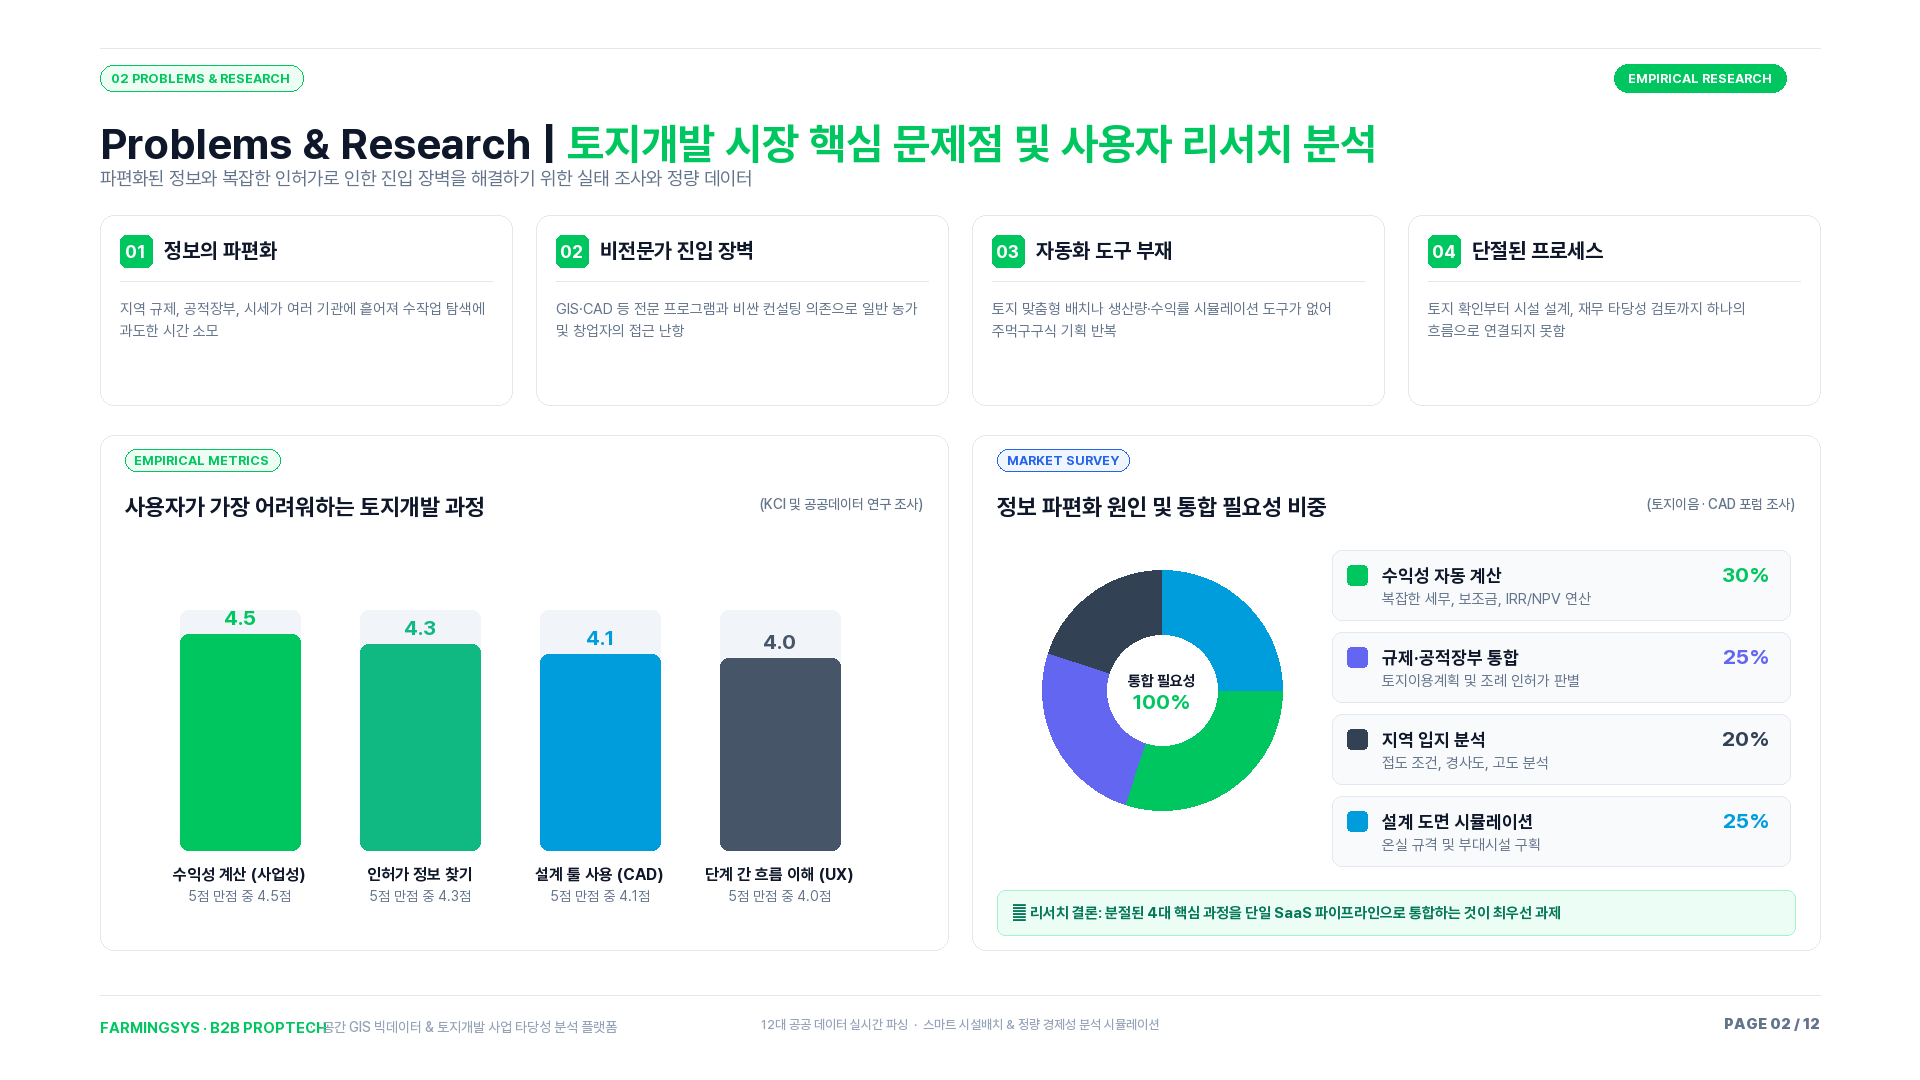 02 PROBLEMS & RESEARCH
EMPIRICAL RESEARCH
Problems & Research | 토지개발 시장 핵심 문제점 및 사용자 리서치 분석
파편화된 정보와 복잡한 인허가로 인한 진입 장벽을 해결하기 위한 실태 조사와 정량 데이터
01 정보의 파편화
지역 규제, 공적장부, 시세가 여러 기관에 흩어져 수작업 탐색에
과도한 시간 소모
02 비전문가 진입 장벽
GIS·CAD 등 전문 프로그램과 비싼 컨설팅 의존으로 일반 농가
및 창업자의 접근 난항
03 자동화 도구 부재
토지 맞춤형 배치나 생산량·수익률 시뮬레이션 도구가 없어
주먹구구식 기획 반복
04 단절된 프로세스
토지 확인부터 시설 설계, 재무 타당성 검토까지 하나의
흐름으로 연결되지 못함
EMPIRICAL METRICS
사용자가 가장 어려워하는 토지개발 과정
(KCI 및 공공데이터 연구 조사)
4.5
4.3
4.1
4.0
수익성 계산 (사업성)
5점 만점 중 4.5점
인허가 정보 찾기
5점 만점 중 4.3점
설계 툴 사용 (CAD)
5점 만점 중 4.1점
단계 간 흐름 이해 (UX)
5점 만점 중 4.0점
MARKET SURVEY
정보 파편화 원인 및 통합 필요성 비중
(토지이음 · CAD 포럼 조사)
통합 필요성
100%
수익성 자동 계산 30%
복잡한 세무, 보조금, IRR/NPV 연산
규제·공적장부 통합 25%
토지이용계획 및 조례 인허가 판별
지역 입지 분석 20%
접도 조건, 경사도, 고도 분석
설계 도면 시뮬레이션 25%
온실 규격 및 부대시설 구획
리서치 결론: 분절된 4대 핵심 과정을 단일 SaaS 파이프라인으로 통합하는 것이 최우선 과제
FARMINGSYS · B2B PROPTECH
공간 GIS 빅데이터 & 토지개발 사업 타당성 분석 플랫폼
12대 공공 데이터 실시간 파싱 · 스마트 시설배치 & 정량 경제성 분석 시뮬레이션
PAGE 02 / 12